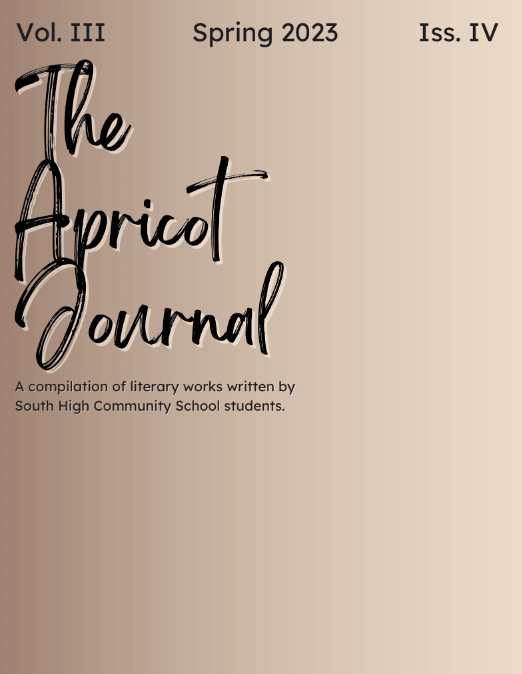 Vol. III Spring 2023 Iss. IV
The
Apricot
Journal
A compilation of literary works written by
South High Community School students.